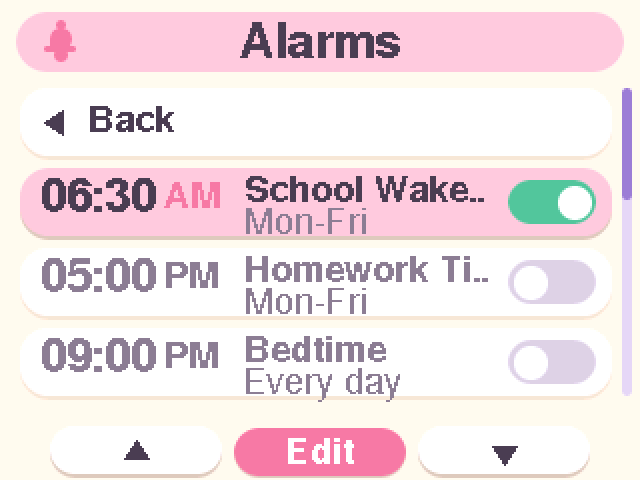 Alarms
Back
06:30 AM School Wake..
Mon-Fri
05:00 PM Homework Ti..
Mon-Fri
09:00 PM Bedtime
Every day
Edit